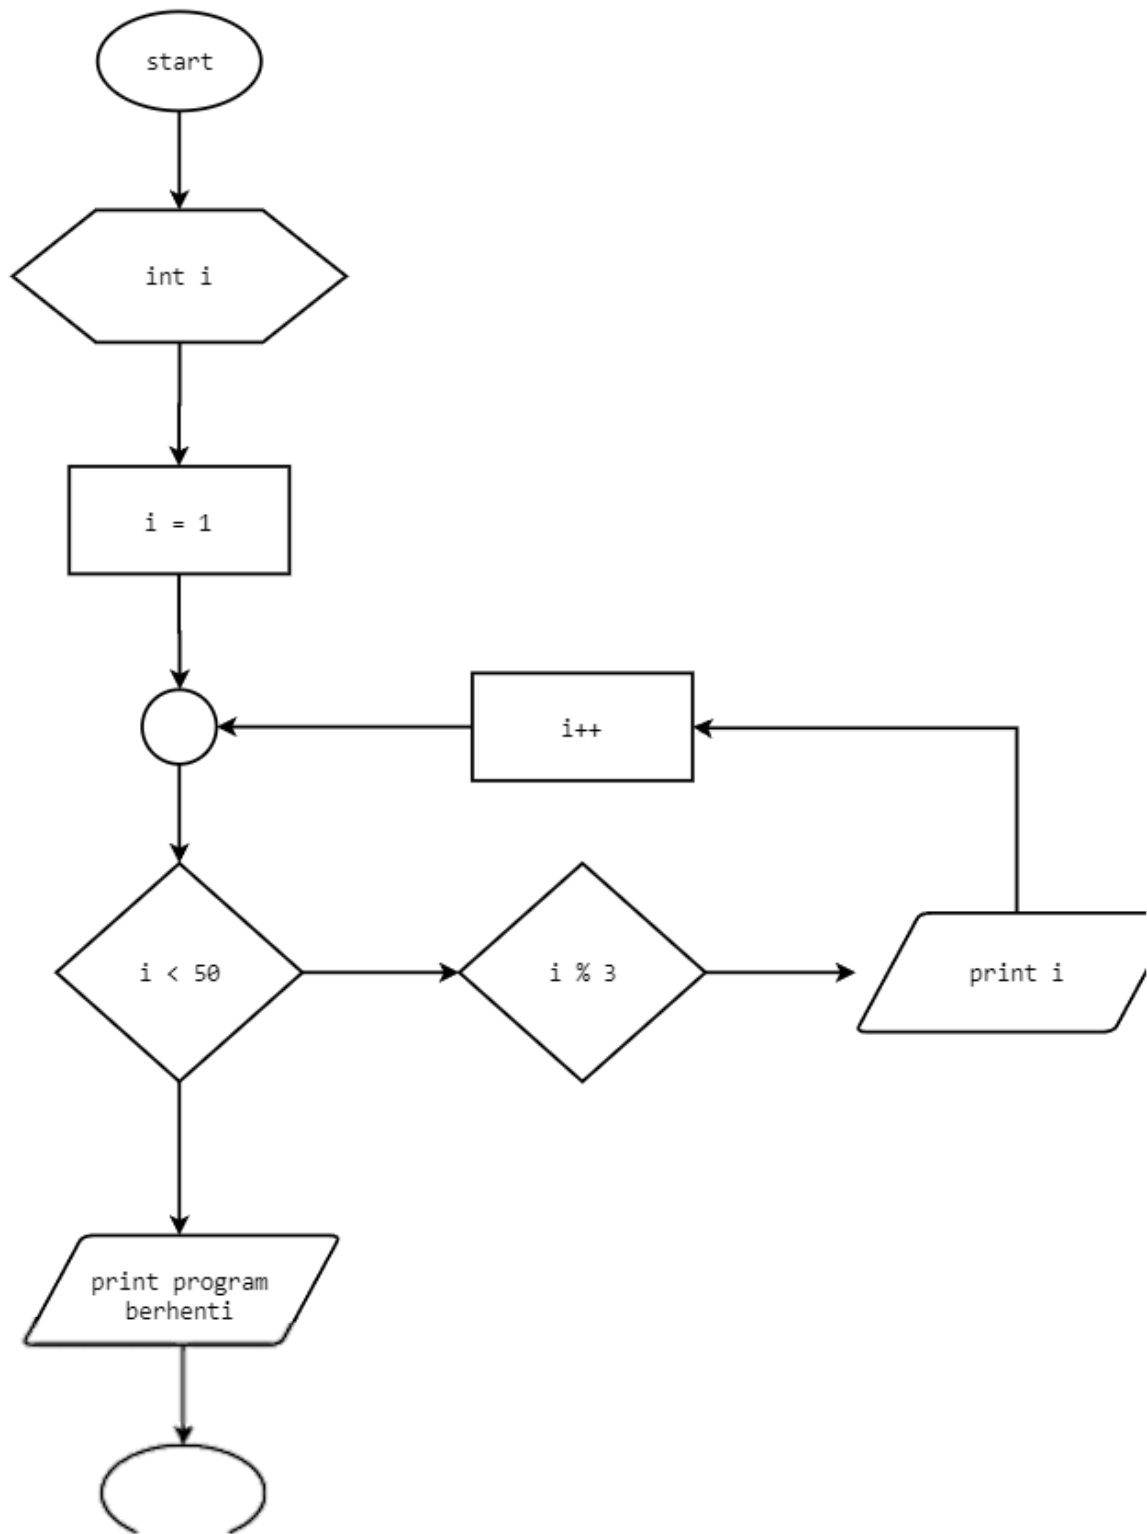 start
int i
i = 1
i++
i < 50
i % 3
print i
print program
berhenti